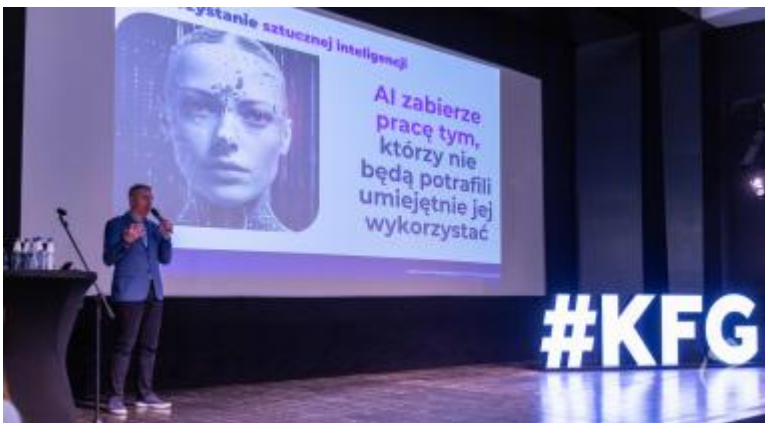 sztucznej inteligencji
AI zabierze
pracę tym,
którzy nie
będą potrafili
umiejętnie jej
wykorzystać
#KFG